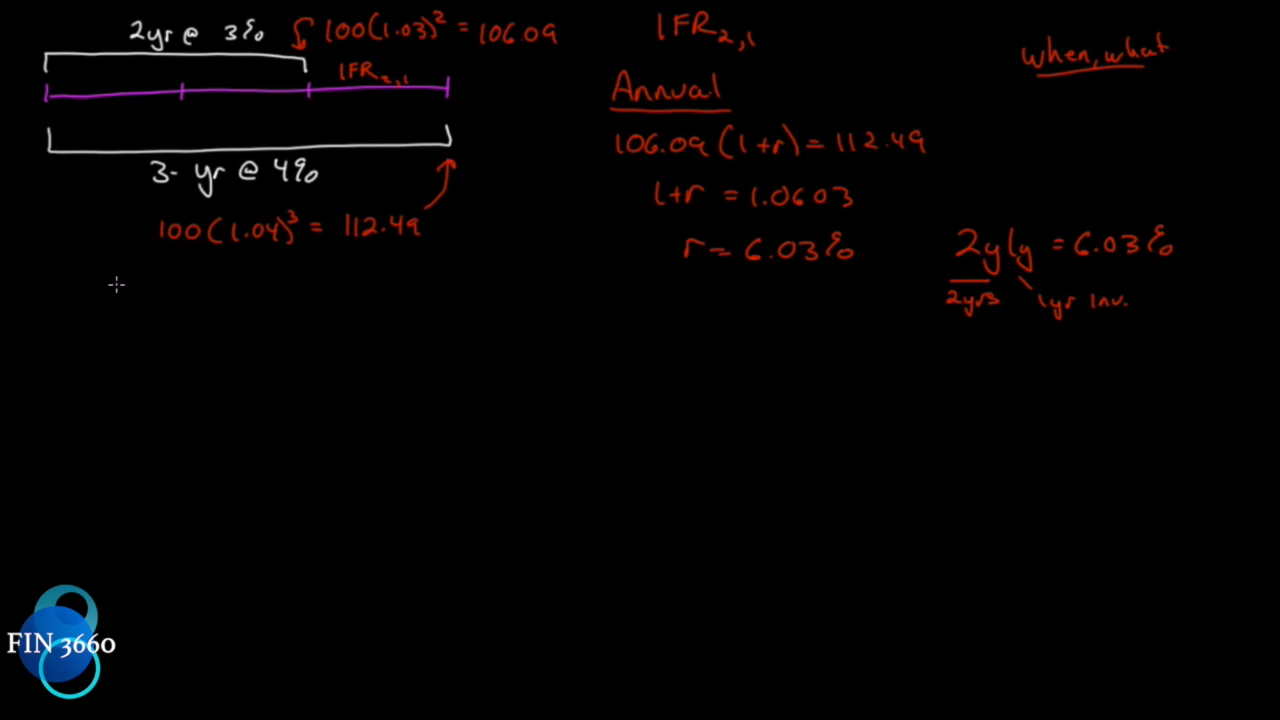 2yr @ 3%
100(1.03)² = 106.09
IFR₂,₁
3- yr @ 4%
100(1.04)³ = 112.49
IFR₂,₁
Annual
106.09(1+r) = 112.49
1+r = 1.0603
r = 6.03%
when, what
2y1y = 6.03%
2yrs
1yr inv.
FIN 3660